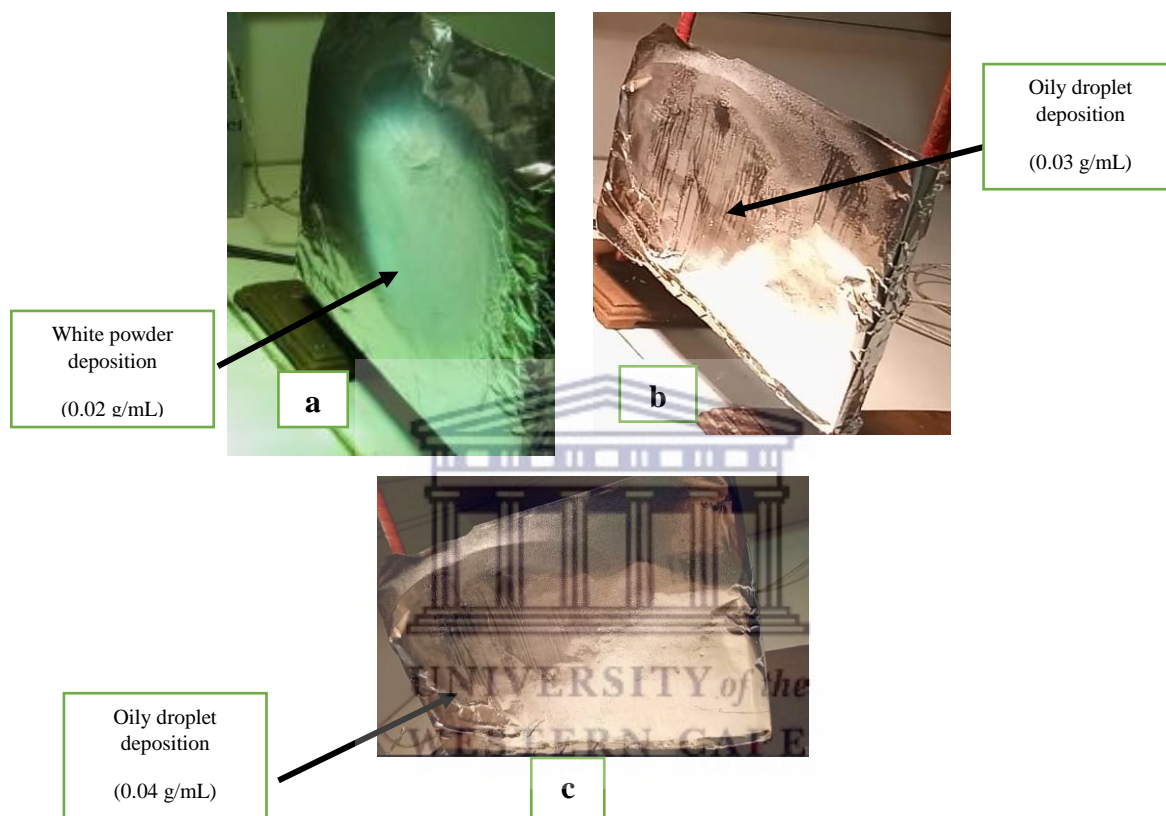 Oily droplet
deposition
(0.03 g/mL)
White powder
deposition
(0.02 g/mL)
a
b
UNIVERSITY of the
WESTERN CAPE
Oily droplet
deposition
(0.04 g/mL)
c